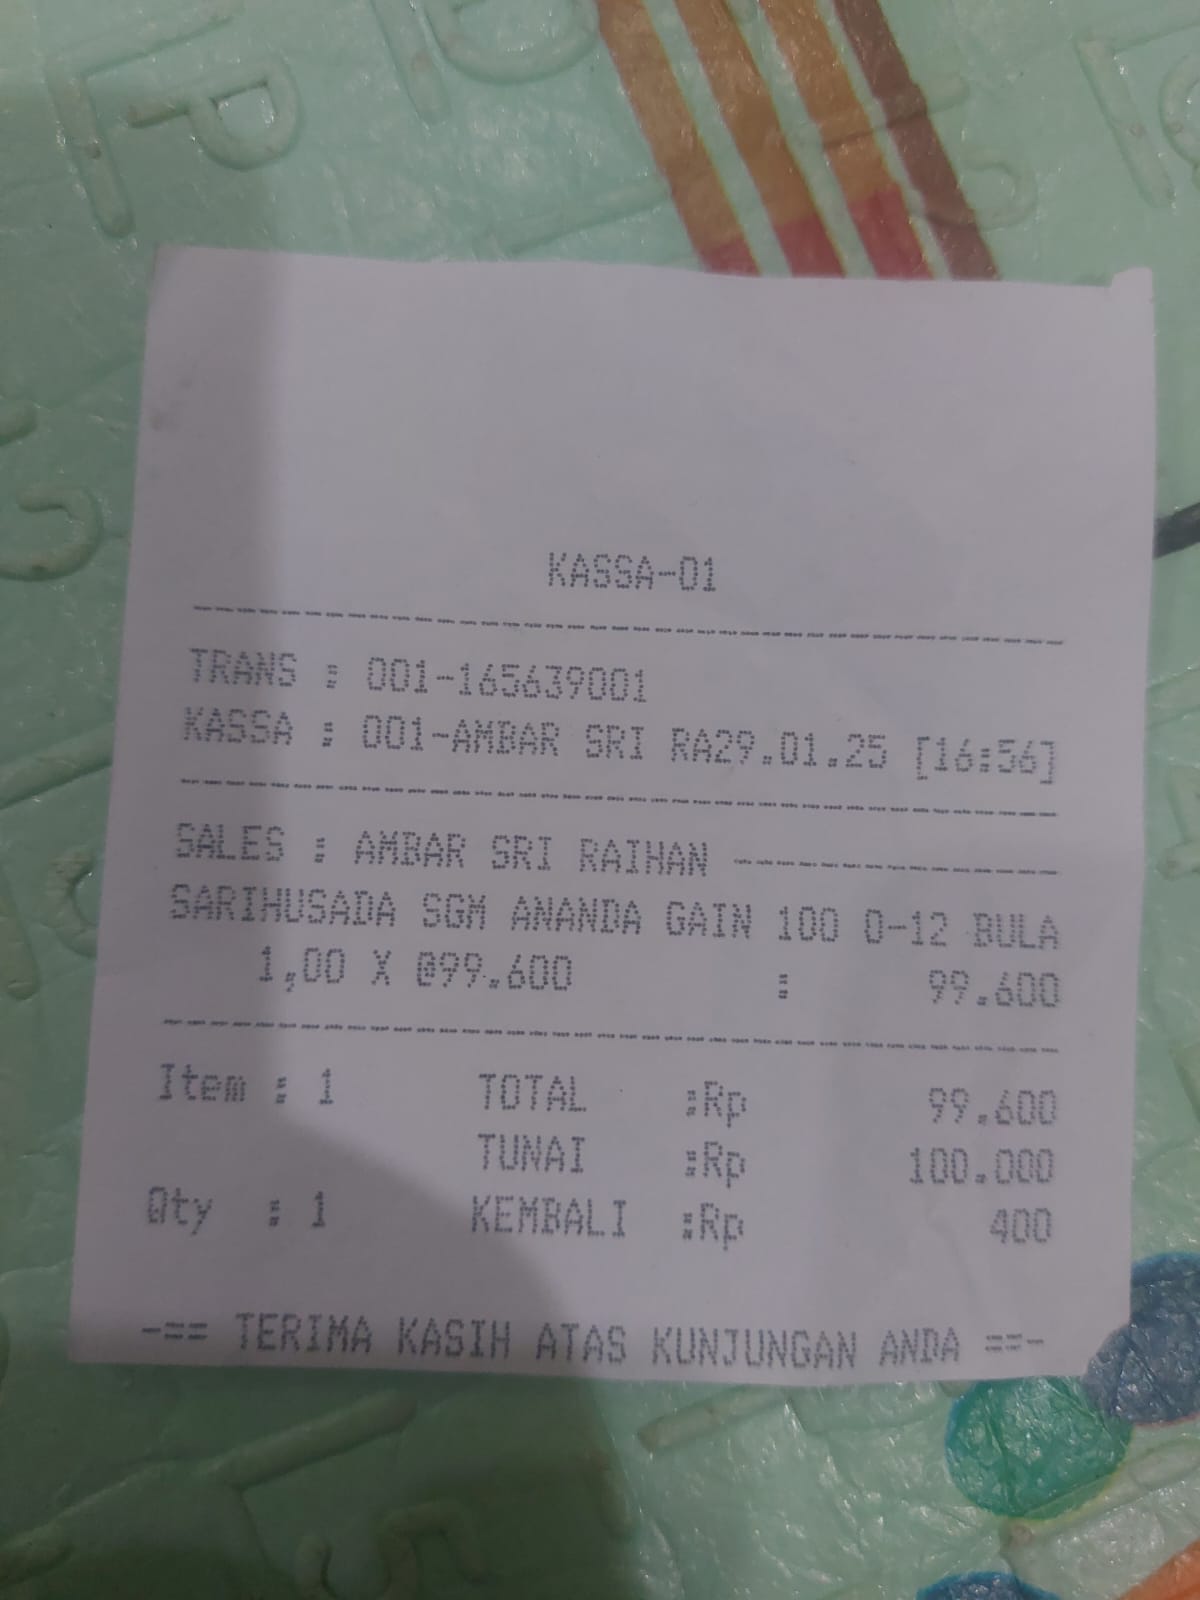 KASSA-01
TRANS : 001-165639001
KASSA : 001-AMBAR SRI RA29.01.25 [16:56]
SALES : AMBAR SRI RAIHAN
SARIHUSADA SGM ANANDA GAIN 100 0-12 BULA
1,00 X @99.600 : 99.600
Item : 1 TOTAL :Rp 99.600
TUNAI :Rp 100.000
Qty : 1 KEMBALI :Rp 400
-== TERIMA KASIH ATAS KUNJUNGAN ANDA ==-